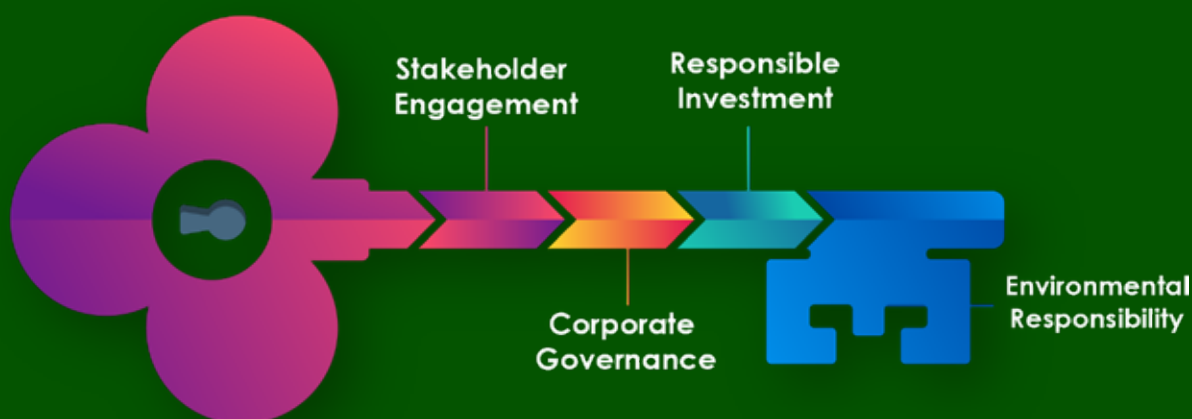 Stakeholder
Engagement
Responsible
Investment
Corporate
Governance
Environmental
Responsibility